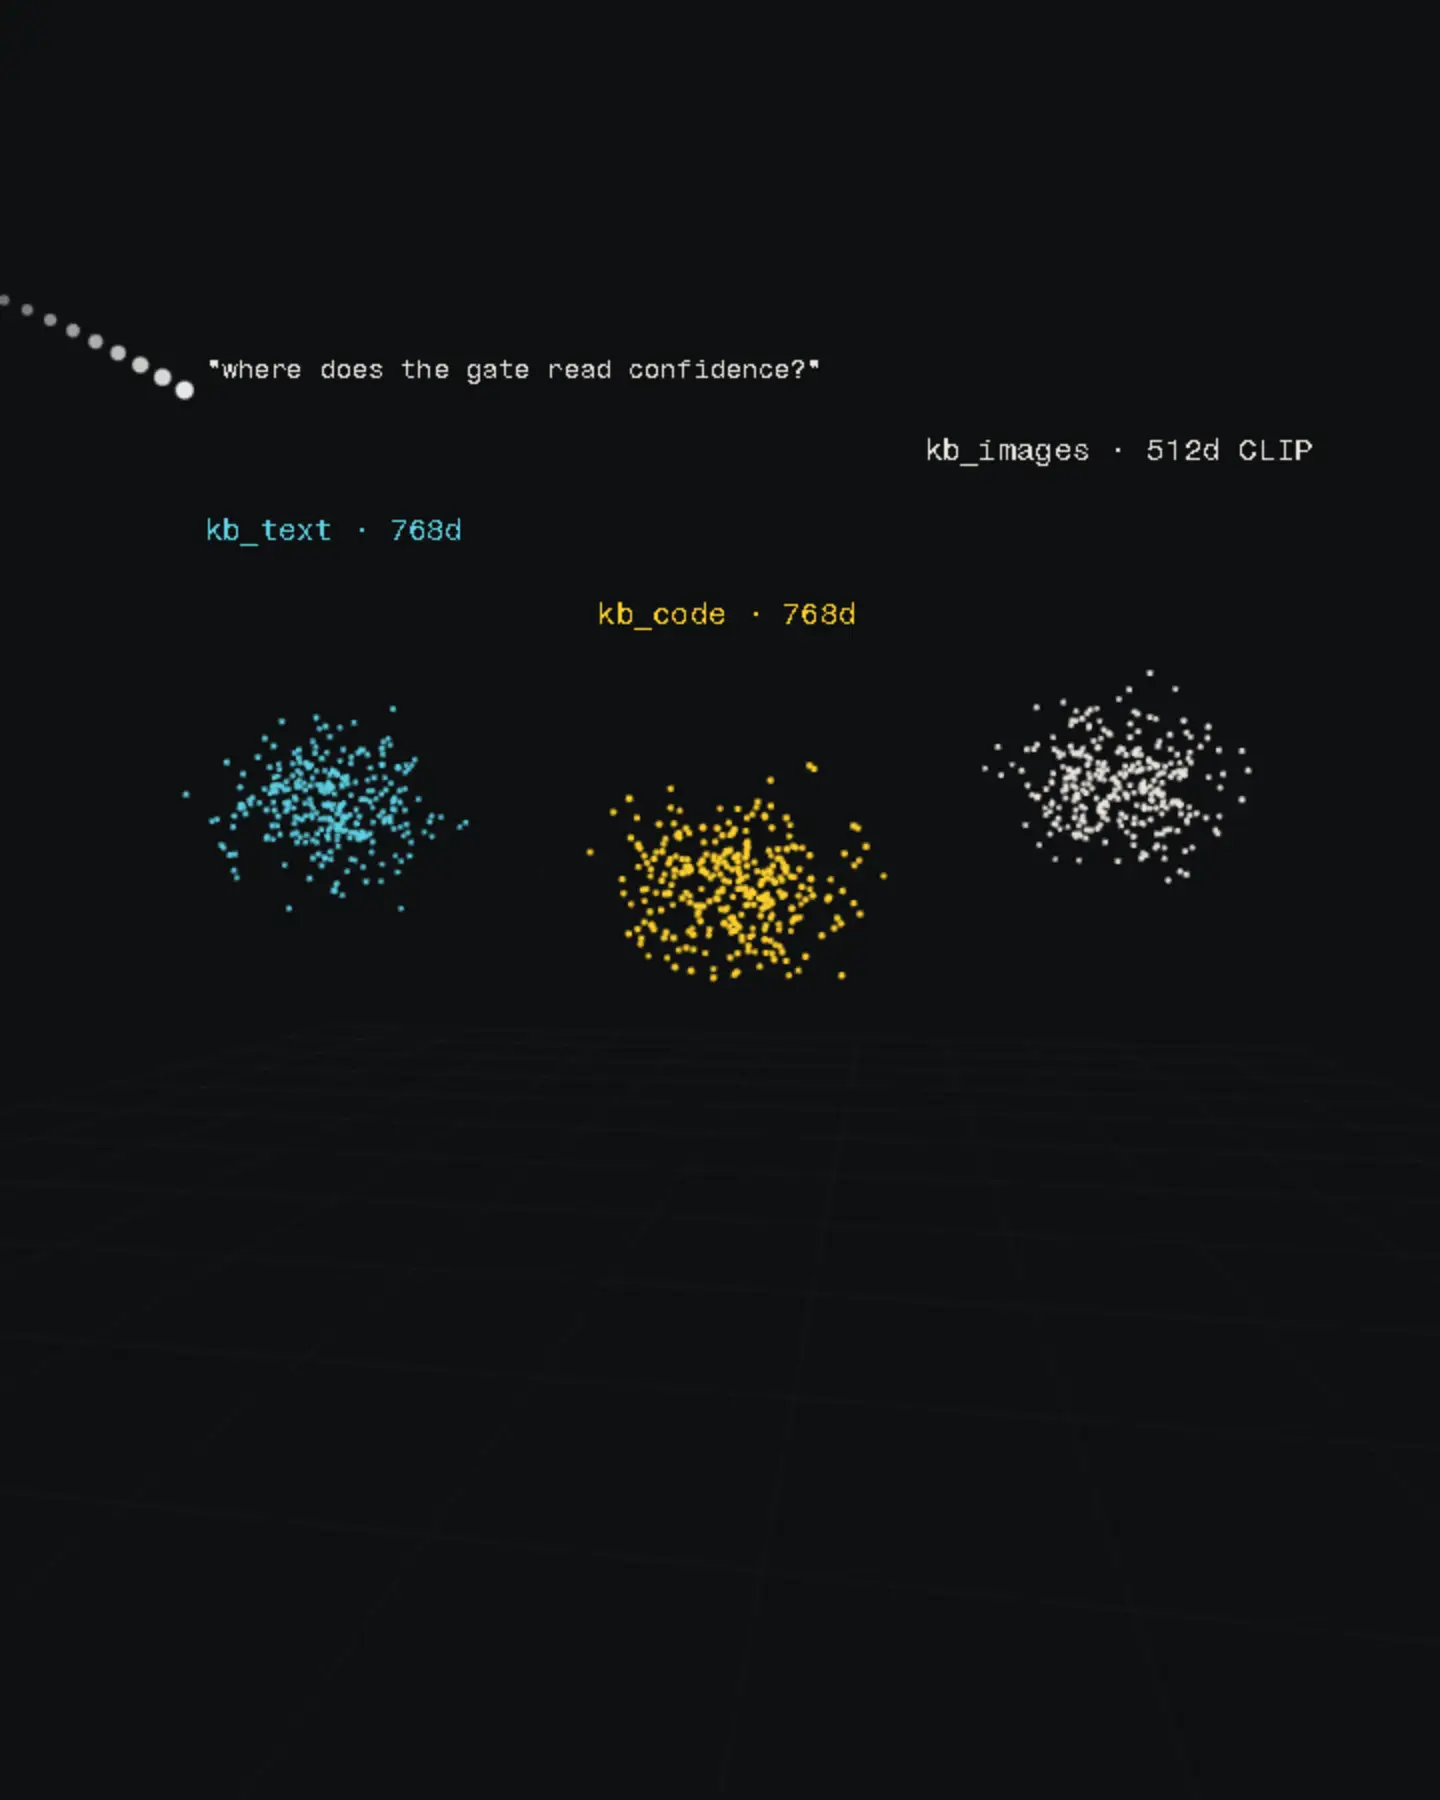 "where does the gate read confidence?"
kb_images · 512d CLIP
kb_text · 768d
kb_code · 768d